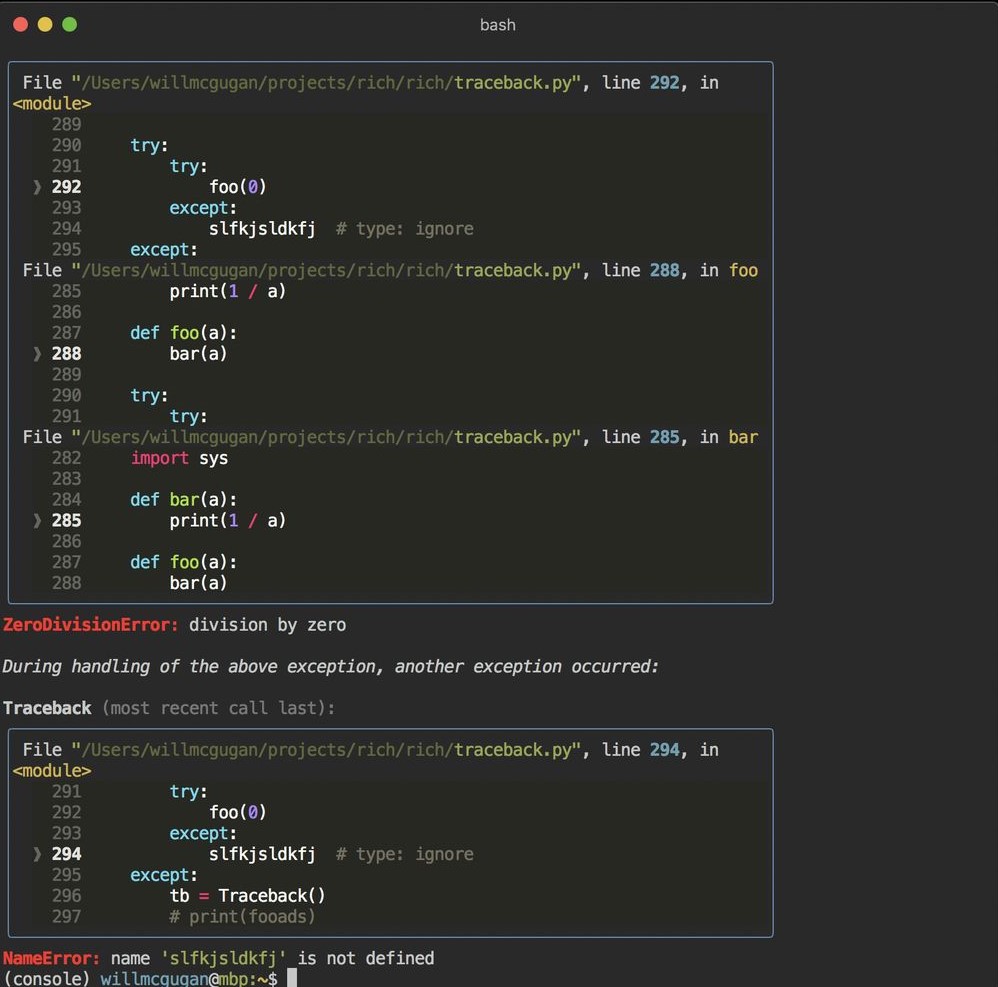 bash
File "/Users/willmcgugan/projects/rich/rich/traceback.py", line 292, in
<module>
289
290     try:
291         try:
❱ 292             foo(0)
293         except:
294             slfkjsldkfj  # type: ignore
295     except:
File "/Users/willmcgugan/projects/rich/rich/traceback.py", line 288, in foo
285         print(1 / a)
286
287     def foo(a):
❱ 288         bar(a)
289
290     try:
291         try:
File "/Users/willmcgugan/projects/rich/rich/traceback.py", line 285, in bar
282     import sys
283
284     def bar(a):
❱ 285         print(1 / a)
286
287     def foo(a):
288         bar(a)
ZeroDivisionError: division by zero
During handling of the above exception, another exception occurred:
Traceback (most recent call last):
File "/Users/willmcgugan/projects/rich/rich/traceback.py", line 294, in
<module>
291         try:
292             foo(0)
293         except:
❱ 294             slfkjsldkfj  # type: ignore
295     except:
296         tb = Traceback()
297         # print(fooads)
NameError: name 'slfkjsldkfj' is not defined
(console) willmcgugan@mbp:~$